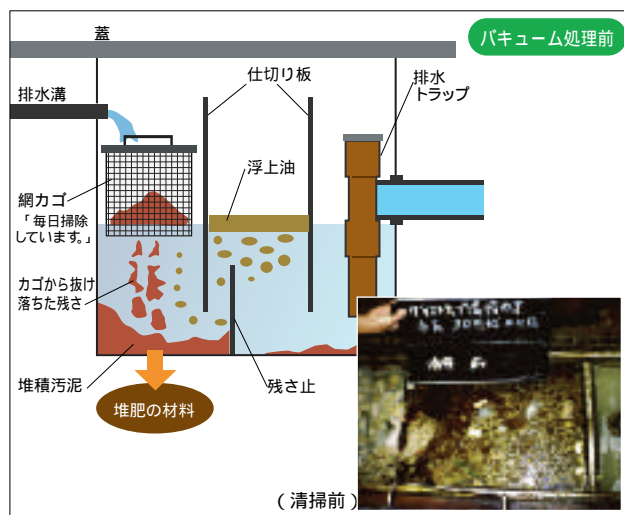 蓋
バキューム処理前
排水溝
仕切り板
排水
トラップ
網カゴ
「毎日掃除
しています。」
浮上油
カゴから抜け
落ちた残さ
堆積汚泥
残さ止
堆肥の材料
(清掃前)